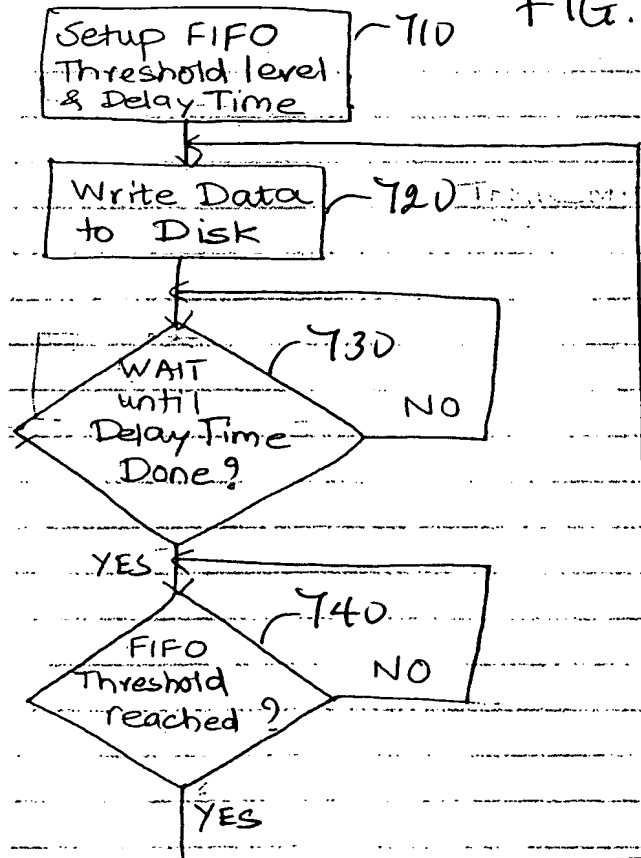 FIG.
Setup FIFO
Threshold level
& Delay Time
710
Write Data
to Disk
720
WAIT
until
Delay Time
Done?
730
NO
YES
FIFO
Threshold
reached?
740
NO
YES